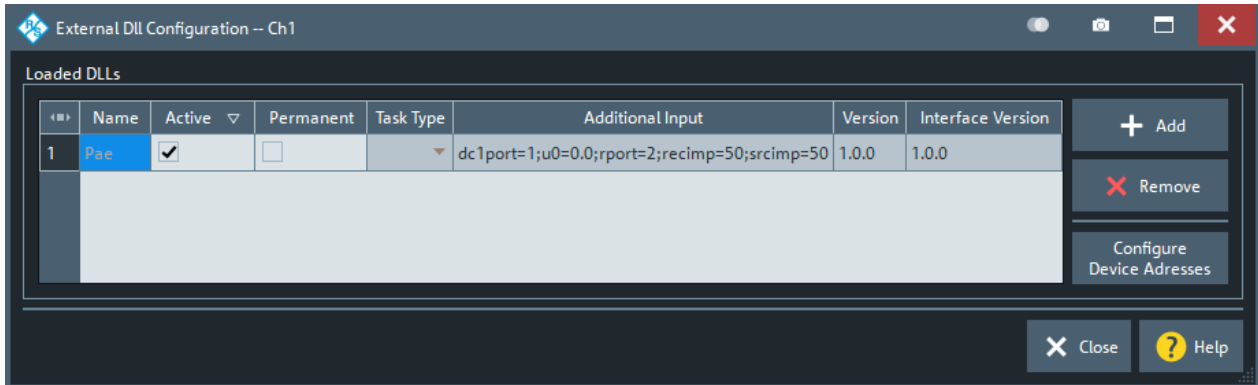 R&S External Dll Configuration -- Ch1
Loaded DLLs
Name Active Permanent Task Type Additional Input Version Interface Version
1 Pae dc1port=1;u0=0.0;rport=2;recimp=50;srcimp=50 1.0.0 1.0.0
Add
Remove
Configure
Device Adresses
Close ? Help